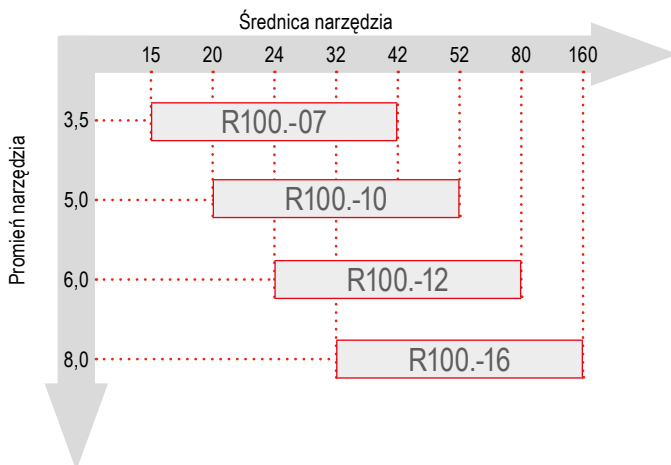 Średnica narzędzia
15 20 24 32 42 52 80 160
Promień narzędzia
3,5 R100.-07
5,0 R100.-10
6,0 R100.-12
8,0 R100.-16